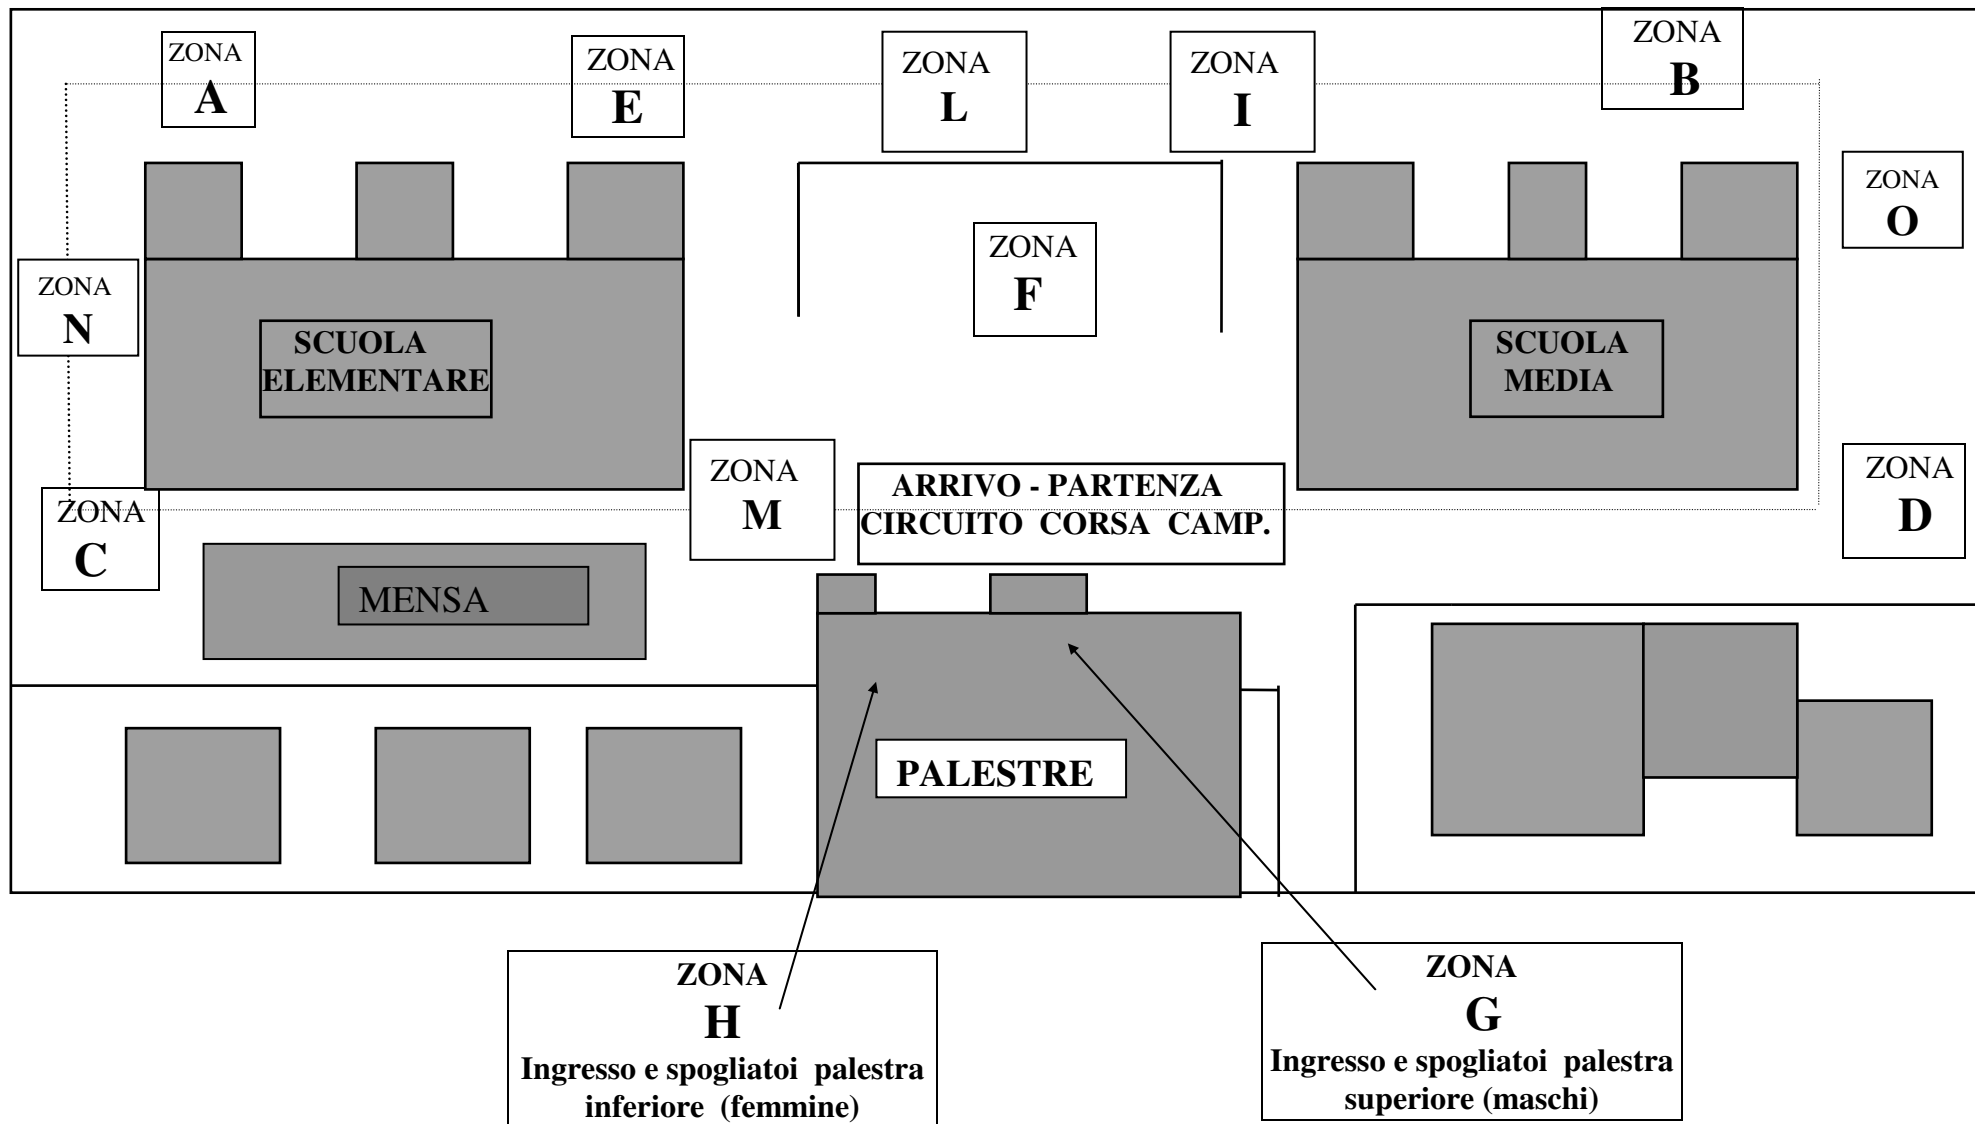 ZONA
A
ZONA
E
ZONA
L
ZONA
I
ZONA
B
ZONA
O
ZONA
N
ZONA
F
SCUOLA
ELEMENTARE
SCUOLA
MEDIA
ZONA
M
ARRIVO - PARTENZA
CIRCUITO CORSA CAMP.
ZONA
D
ZONA
C
MENSA
PALESTRE
ZONA
H
Ingresso e spogliatoi palestra
inferiore (femmine)
ZONA
G
Ingresso e spogliatoi palestra
superiore (maschi)